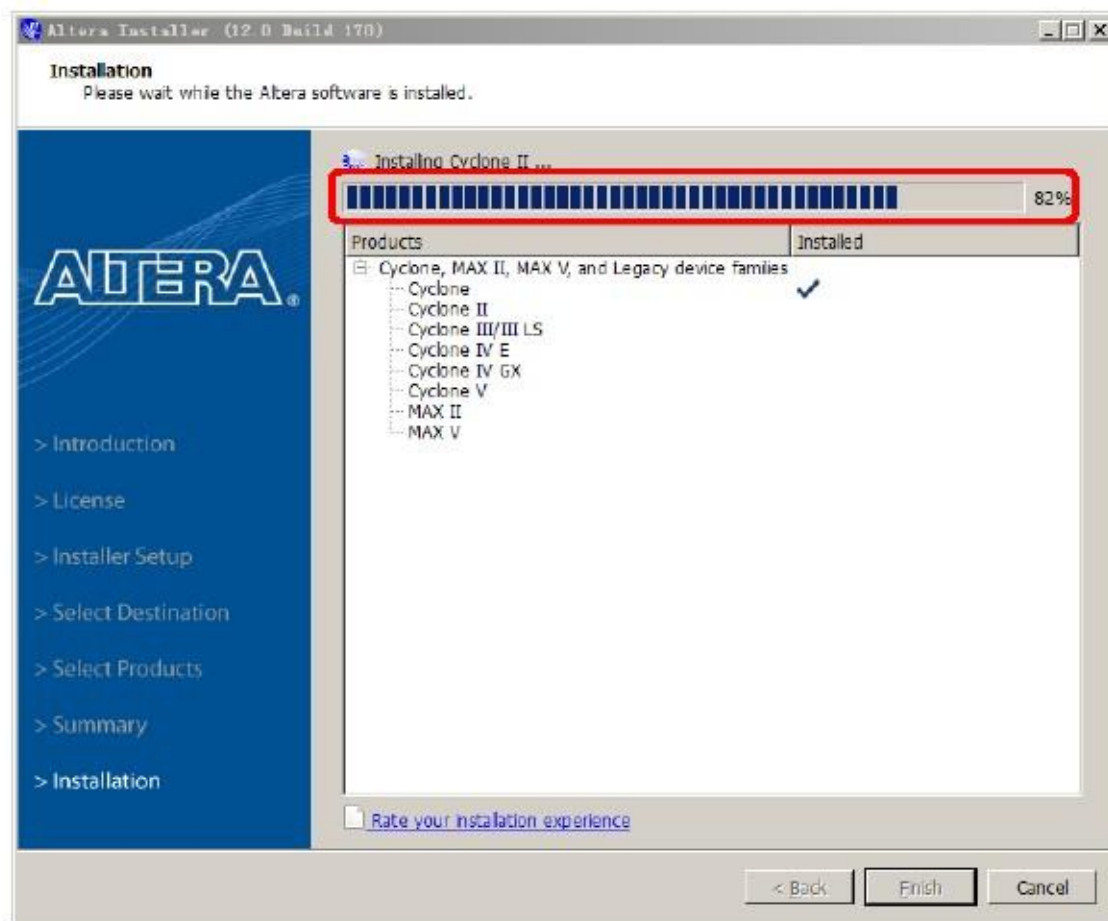 Altera Installer (12.0 Build 178)
Installation
Please wait while the Altera software is installed.
Installing Cyclone II ...
82%
Products Installed
Cyclone, MAX II, MAX V, and Legacy device families
Cyclone
Cyclone II
Cyclone III/III LS
Cyclone IV E
Cyclone IV GX
Cyclone V
MAX II
MAX V
ALTERA®
> Introduction
> License
> Installer Setup
> Select Destination
> Select Products
> Summary
> Installation
Rate your installation experience
< Back Finish Cancel